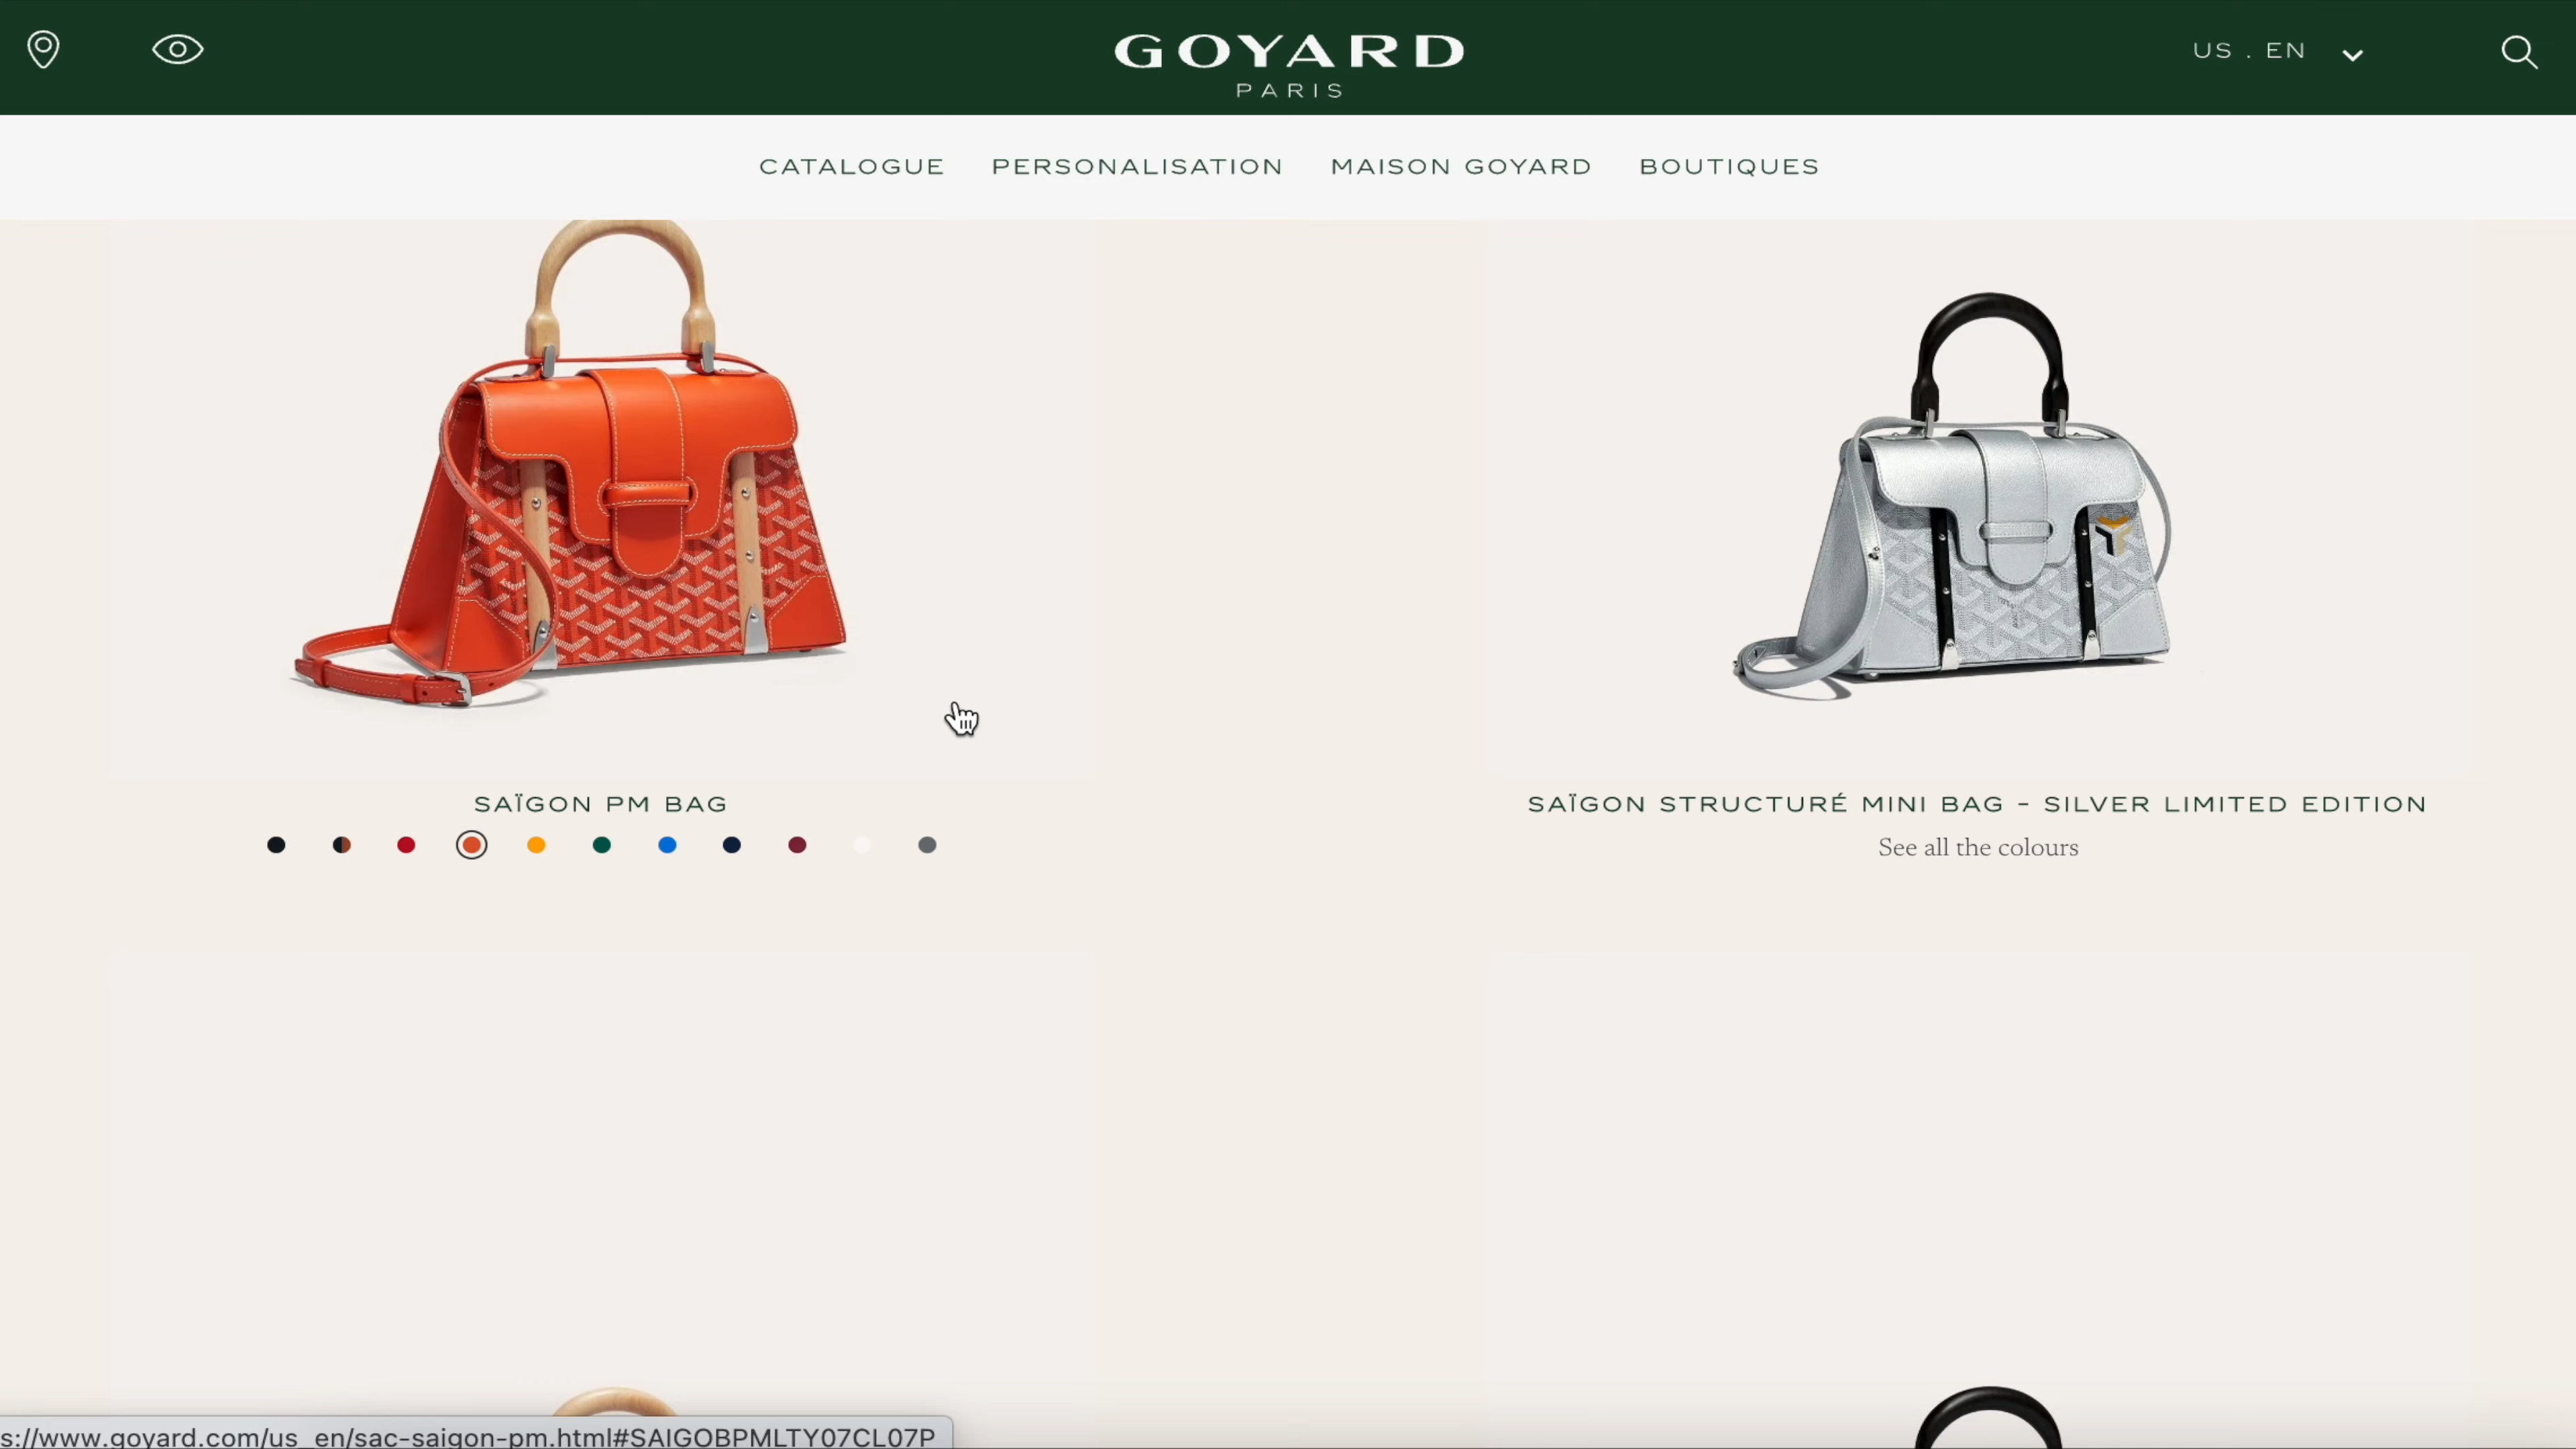 GOYARD
PARIS
US . EN
CATALOGUE PERSONALISATION MAISON GOYARD BOUTIQUES
SAÏGON PM BAG
SAÏGON STRUCTURÉ MINI BAG - SILVER LIMITED EDITION
See all the colours
s://www.goyard.com/us_en/sac-saigon-pm.html#SAIGOBPMLTY07CL07P